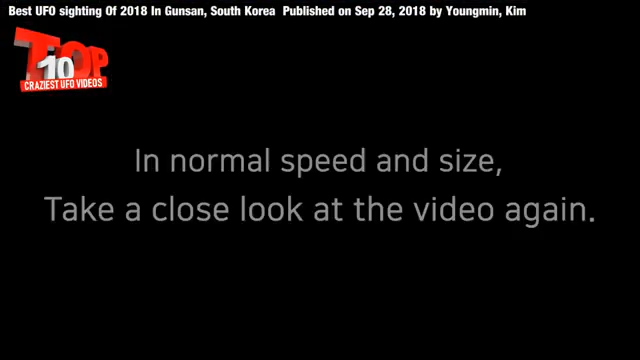 Best UFO sighting Of 2018 In Gunsan, South Korea  Published on Sep 28, 2018 by Youngmin, Kim
TOP
10
CRAZIEST UFO VIDEOS
In normal speed and size,
Take a close look at the video again.